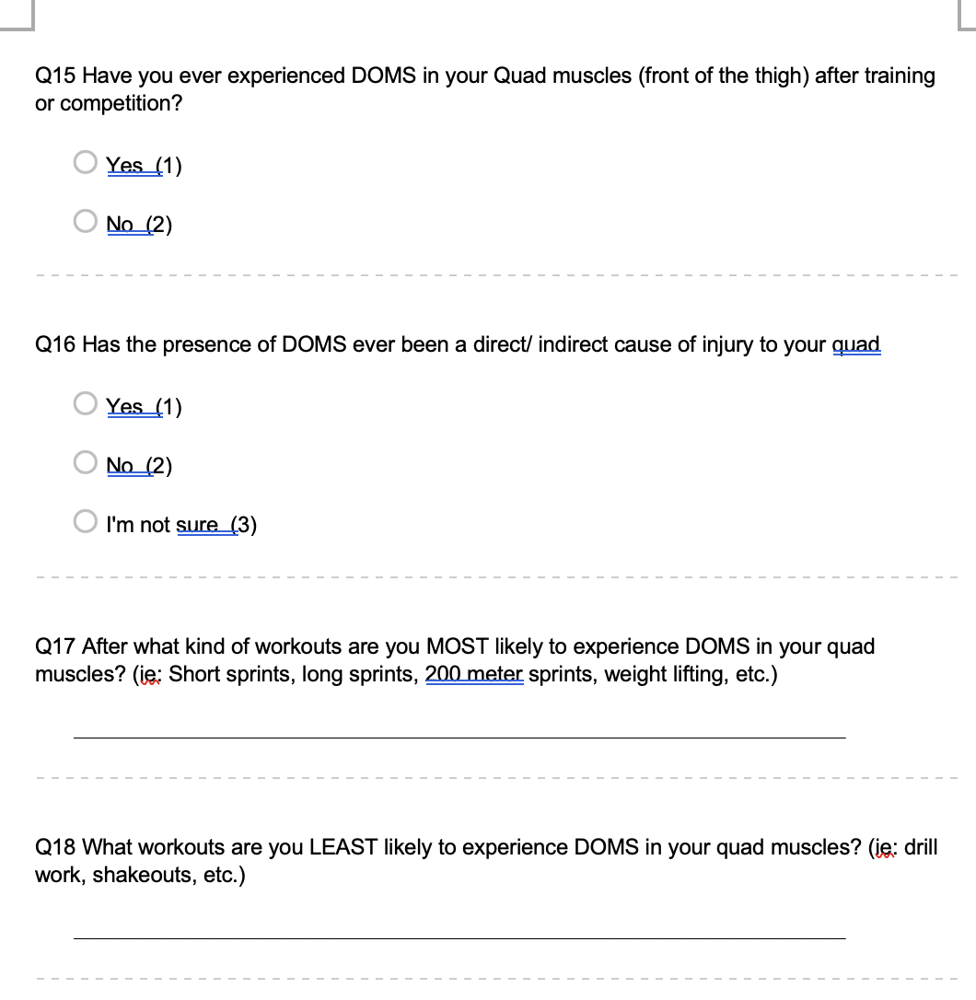 Q15 Have you ever experienced DOMS in your Quad muscles (front of the thigh) after training
or competition?
Yes  (1)
No  (2)
Q16 Has the presence of DOMS ever been a direct/ indirect cause of injury to your quad
Yes  (1)
No  (2)
I'm not sure  (3)
Q17 After what kind of workouts are you MOST likely to experience DOMS in your quad
muscles? (ie: Short sprints, long sprints, 200 meter sprints, weight lifting, etc.)
Q18 What workouts are you LEAST likely to experience DOMS in your quad muscles? (ie: drill
work, shakeouts, etc.)